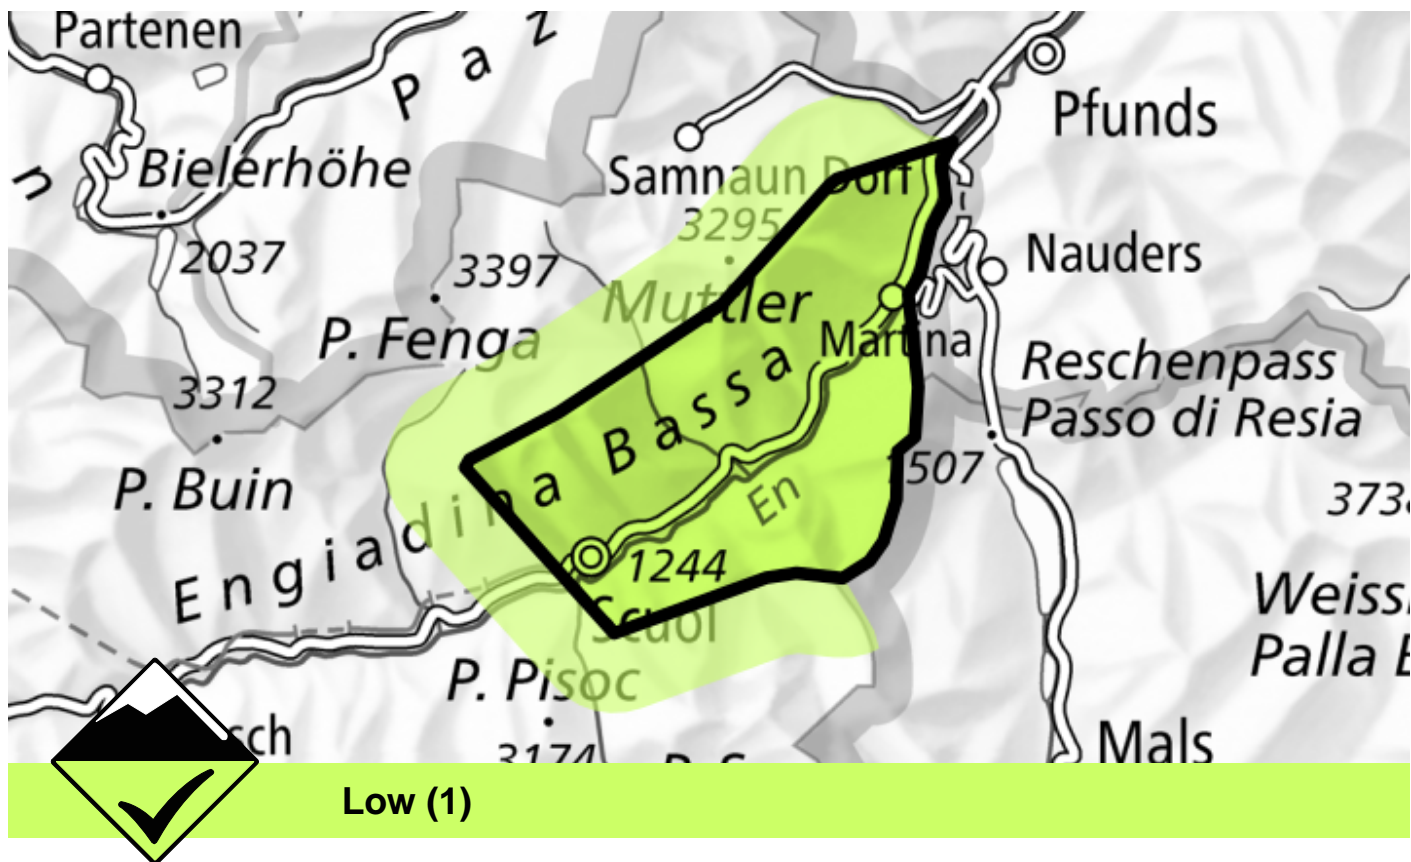 Partenen
P a z
Pfunds
Bielerhöhe
n
Samnaun Dorf
3295
2037
3397
Nauders
Muttler
P. Fenga
Martina
Reschenpass
Passo di Resia
3312
1507
P. Buin
En
Engiadina Bassa
1244
Scuol
P. Pisoc
3174
Mals
Low (1)